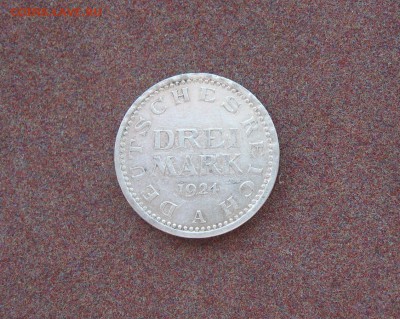 DEUTSCHES REICH
DREI
MARK
1924
A